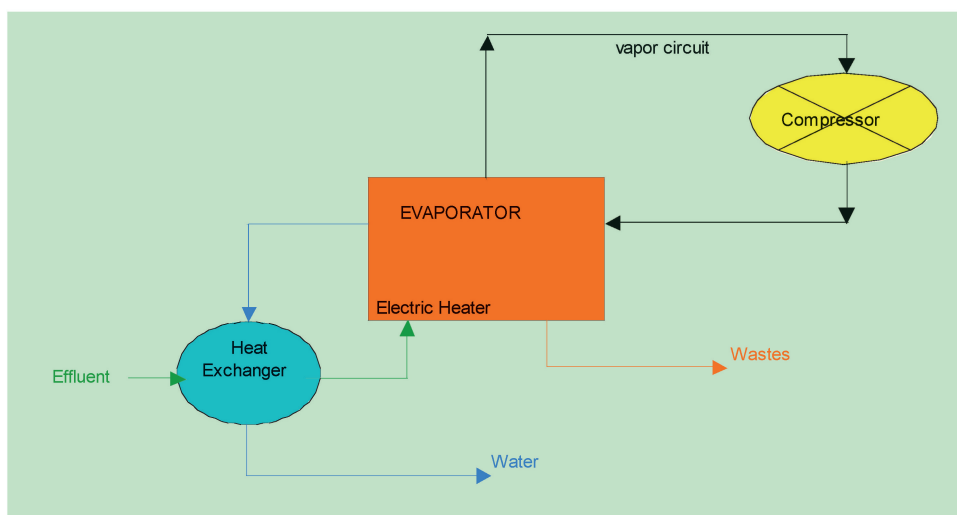 vapor circuit
Compressor
EVAPORATOR
Electric Heater
Heat
Exchanger
Wastes
Effluent
Water